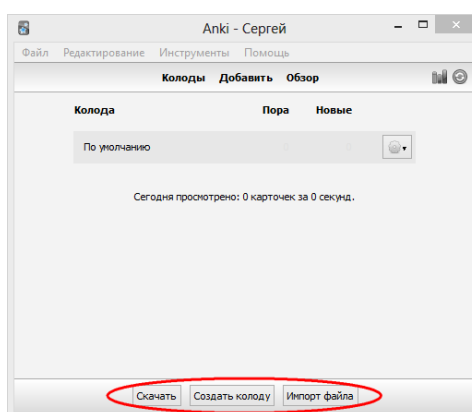 Anki - Сергей
Файл Редактирование Инструменты Помощь
Колоды Добавить Обзор
Колода Пора Новые
По умолчанию
Сегодня просмотрено: 0 карточек за 0 секунд.
Скачать Создать колоду Импорт файла